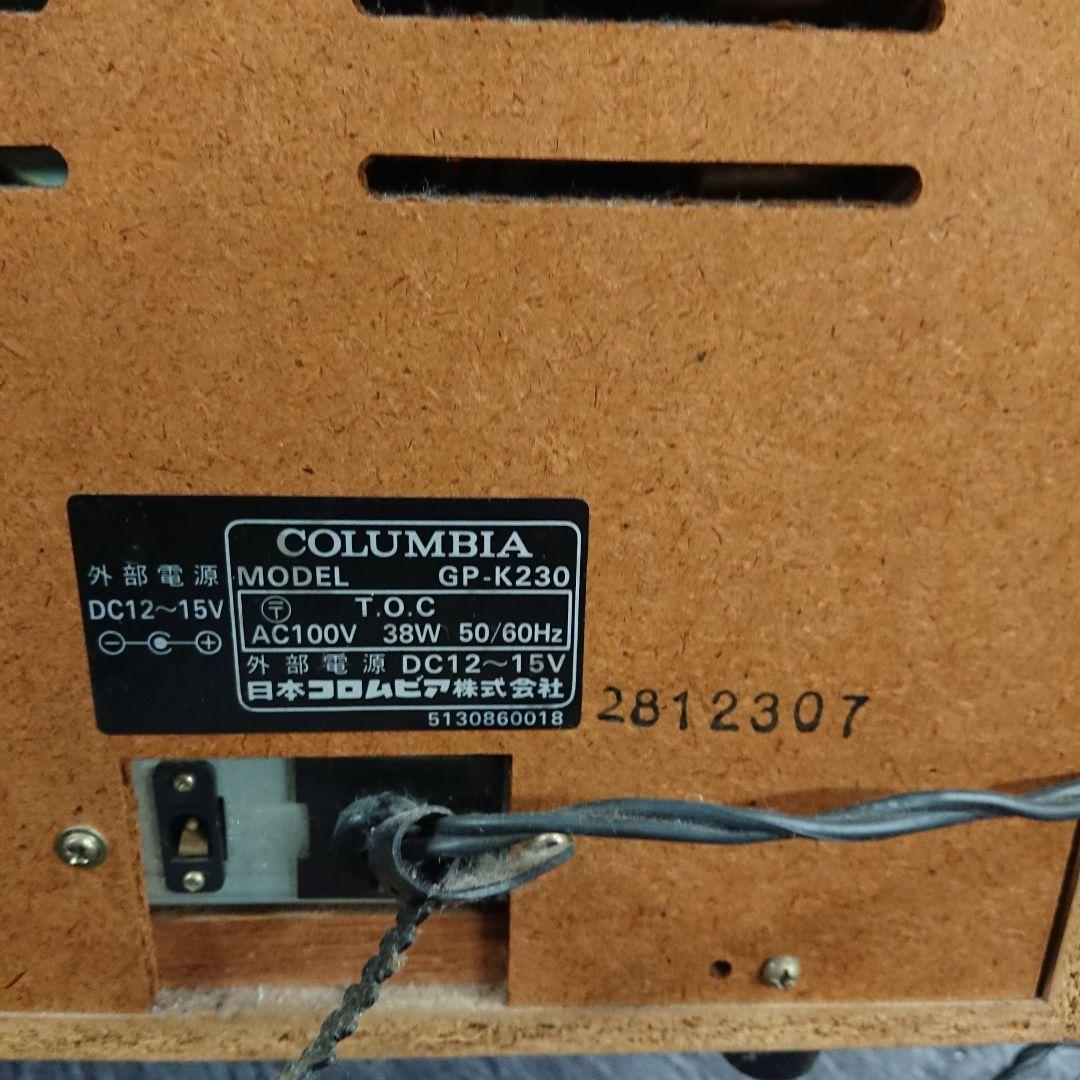 外部電源
DC12～15V
COLUMBIA
MODEL GP-K230
〒 T.O.C
AC100V 38W 50/60Hz
外部電源 DC12～15V
日本コロムビア株式会社
5130860018
2812307